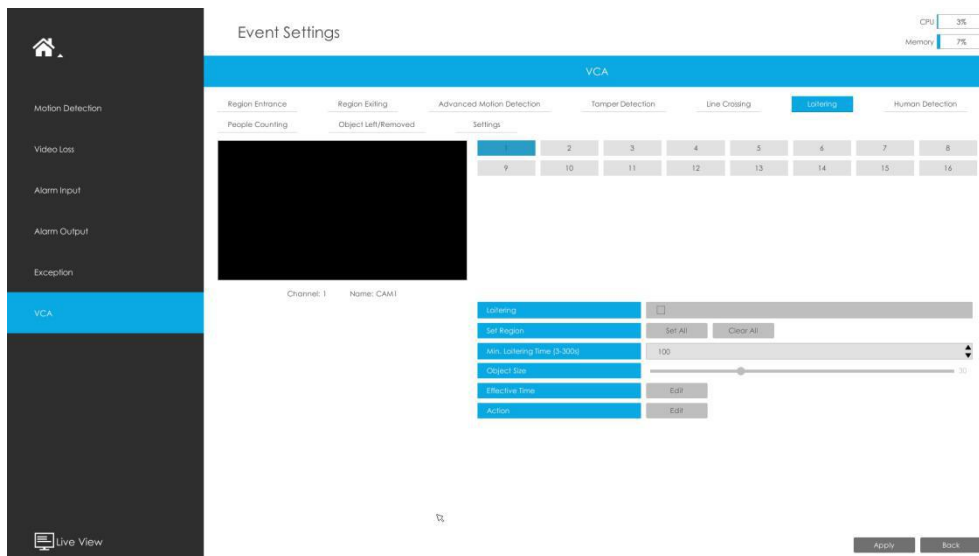 Event Settings
CPU 3%
Memory 7%
VCA
Motion Detection
Video Loss
Alarm Input
Alarm Output
Exception
VCA
Live View
Region Entrance Region Exiting Advanced Motion Detection Tamper Detection Line Crossing Loitering Human Detection
People Counting Object Left/Removed Settings
1 2 3 4 5 6 7 8
9 10 11 12 13 14 15 16
Channel: 1 Name: CAM1
Loitering
Set Region Set All Clear All
Min. Loitering Time (3-300s) 100
Object Size 30
Effective Time Edit
Action Edit
Apply Back